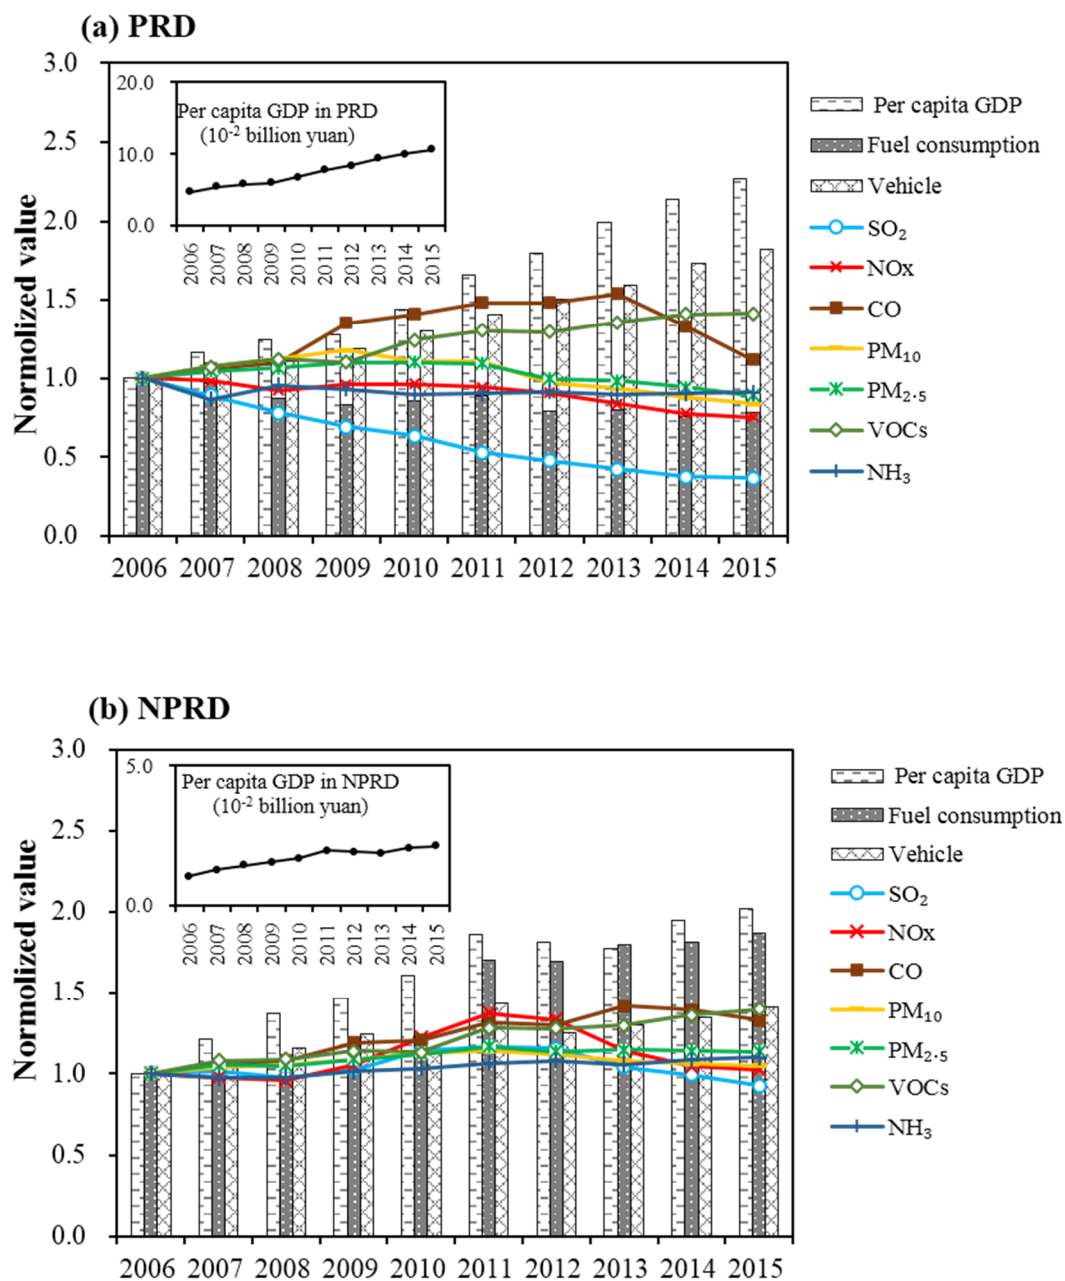 (a) PRD
3.0
2.5
2.0
1.5
1.0
0.5
0.0
Normolized value
20.0
10.0
0.0
Per capita GDP in PRD
(10-2 billion yuan)
2006 2007 2008 2009 2010 2011 2012 2013 2014 2015
2006 2007 2008 2009 2010 2011 2012 2013 2014 2015
Per capita GDP
Fuel consumption
Vehicle
SO2
NOx
CO
PM10
PM2.5
VOCs
NH3
(b) NPRD
3.0
2.5
2.0
1.5
1.0
0.5
0.0
Normolized value
5.0
0.0
Per capita GDP in NPRD
(10-2 billion yuan)
2006 2007 2008 2009 2010 2011 2012 2013 2014 2015
2006 2007 2008 2009 2010 2011 2012 2013 2014 2015
Per capita GDP
Fuel consumption
Vehicle
SO2
NOx
CO
PM10
PM2.5
VOCs
NH3